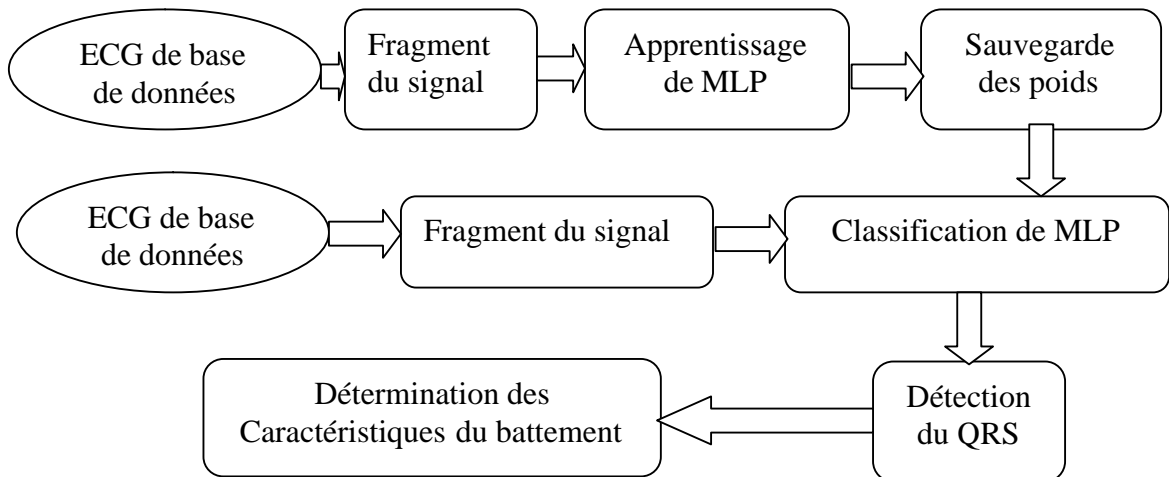 ECG de base
de données
Fragment
du signal
Apprentissage
de MLP
Sauvegarde
des poids
ECG de base
de données
Fragment du signal
Classification de MLP
Détection
du QRS
Détermination des
Caractéristiques du battement